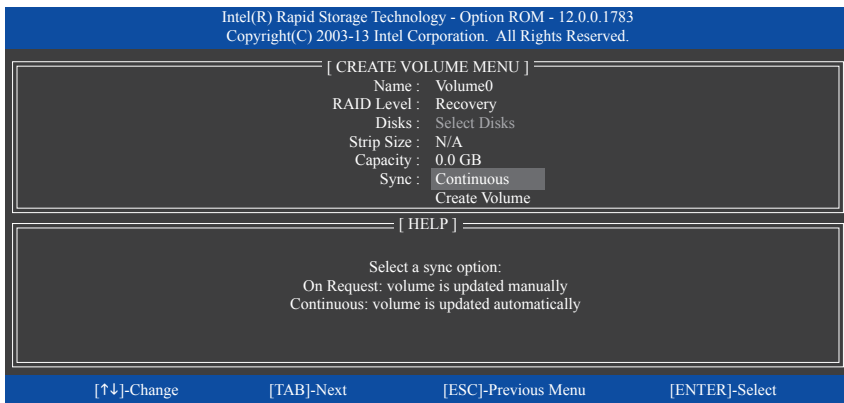 Intel(R) Rapid Storage Technology - Option ROM - 12.0.0.1783
Copyright(C) 2003-13 Intel Corporation. All Rights Reserved.
[ CREATE VOLUME MENU ]
Name : Volume0
RAID Level : Recovery
Disks : Select Disks
Strip Size : N/A
Capacity : 0.0 GB
Sync : Continuous
Create Volume
[ HELP ]
Select a sync option:
On Request: volume is updated manually
Continuous: volume is updated automatically
[↑↓]-Change [TAB]-Next [ESC]-Previous Menu [ENTER]-Select